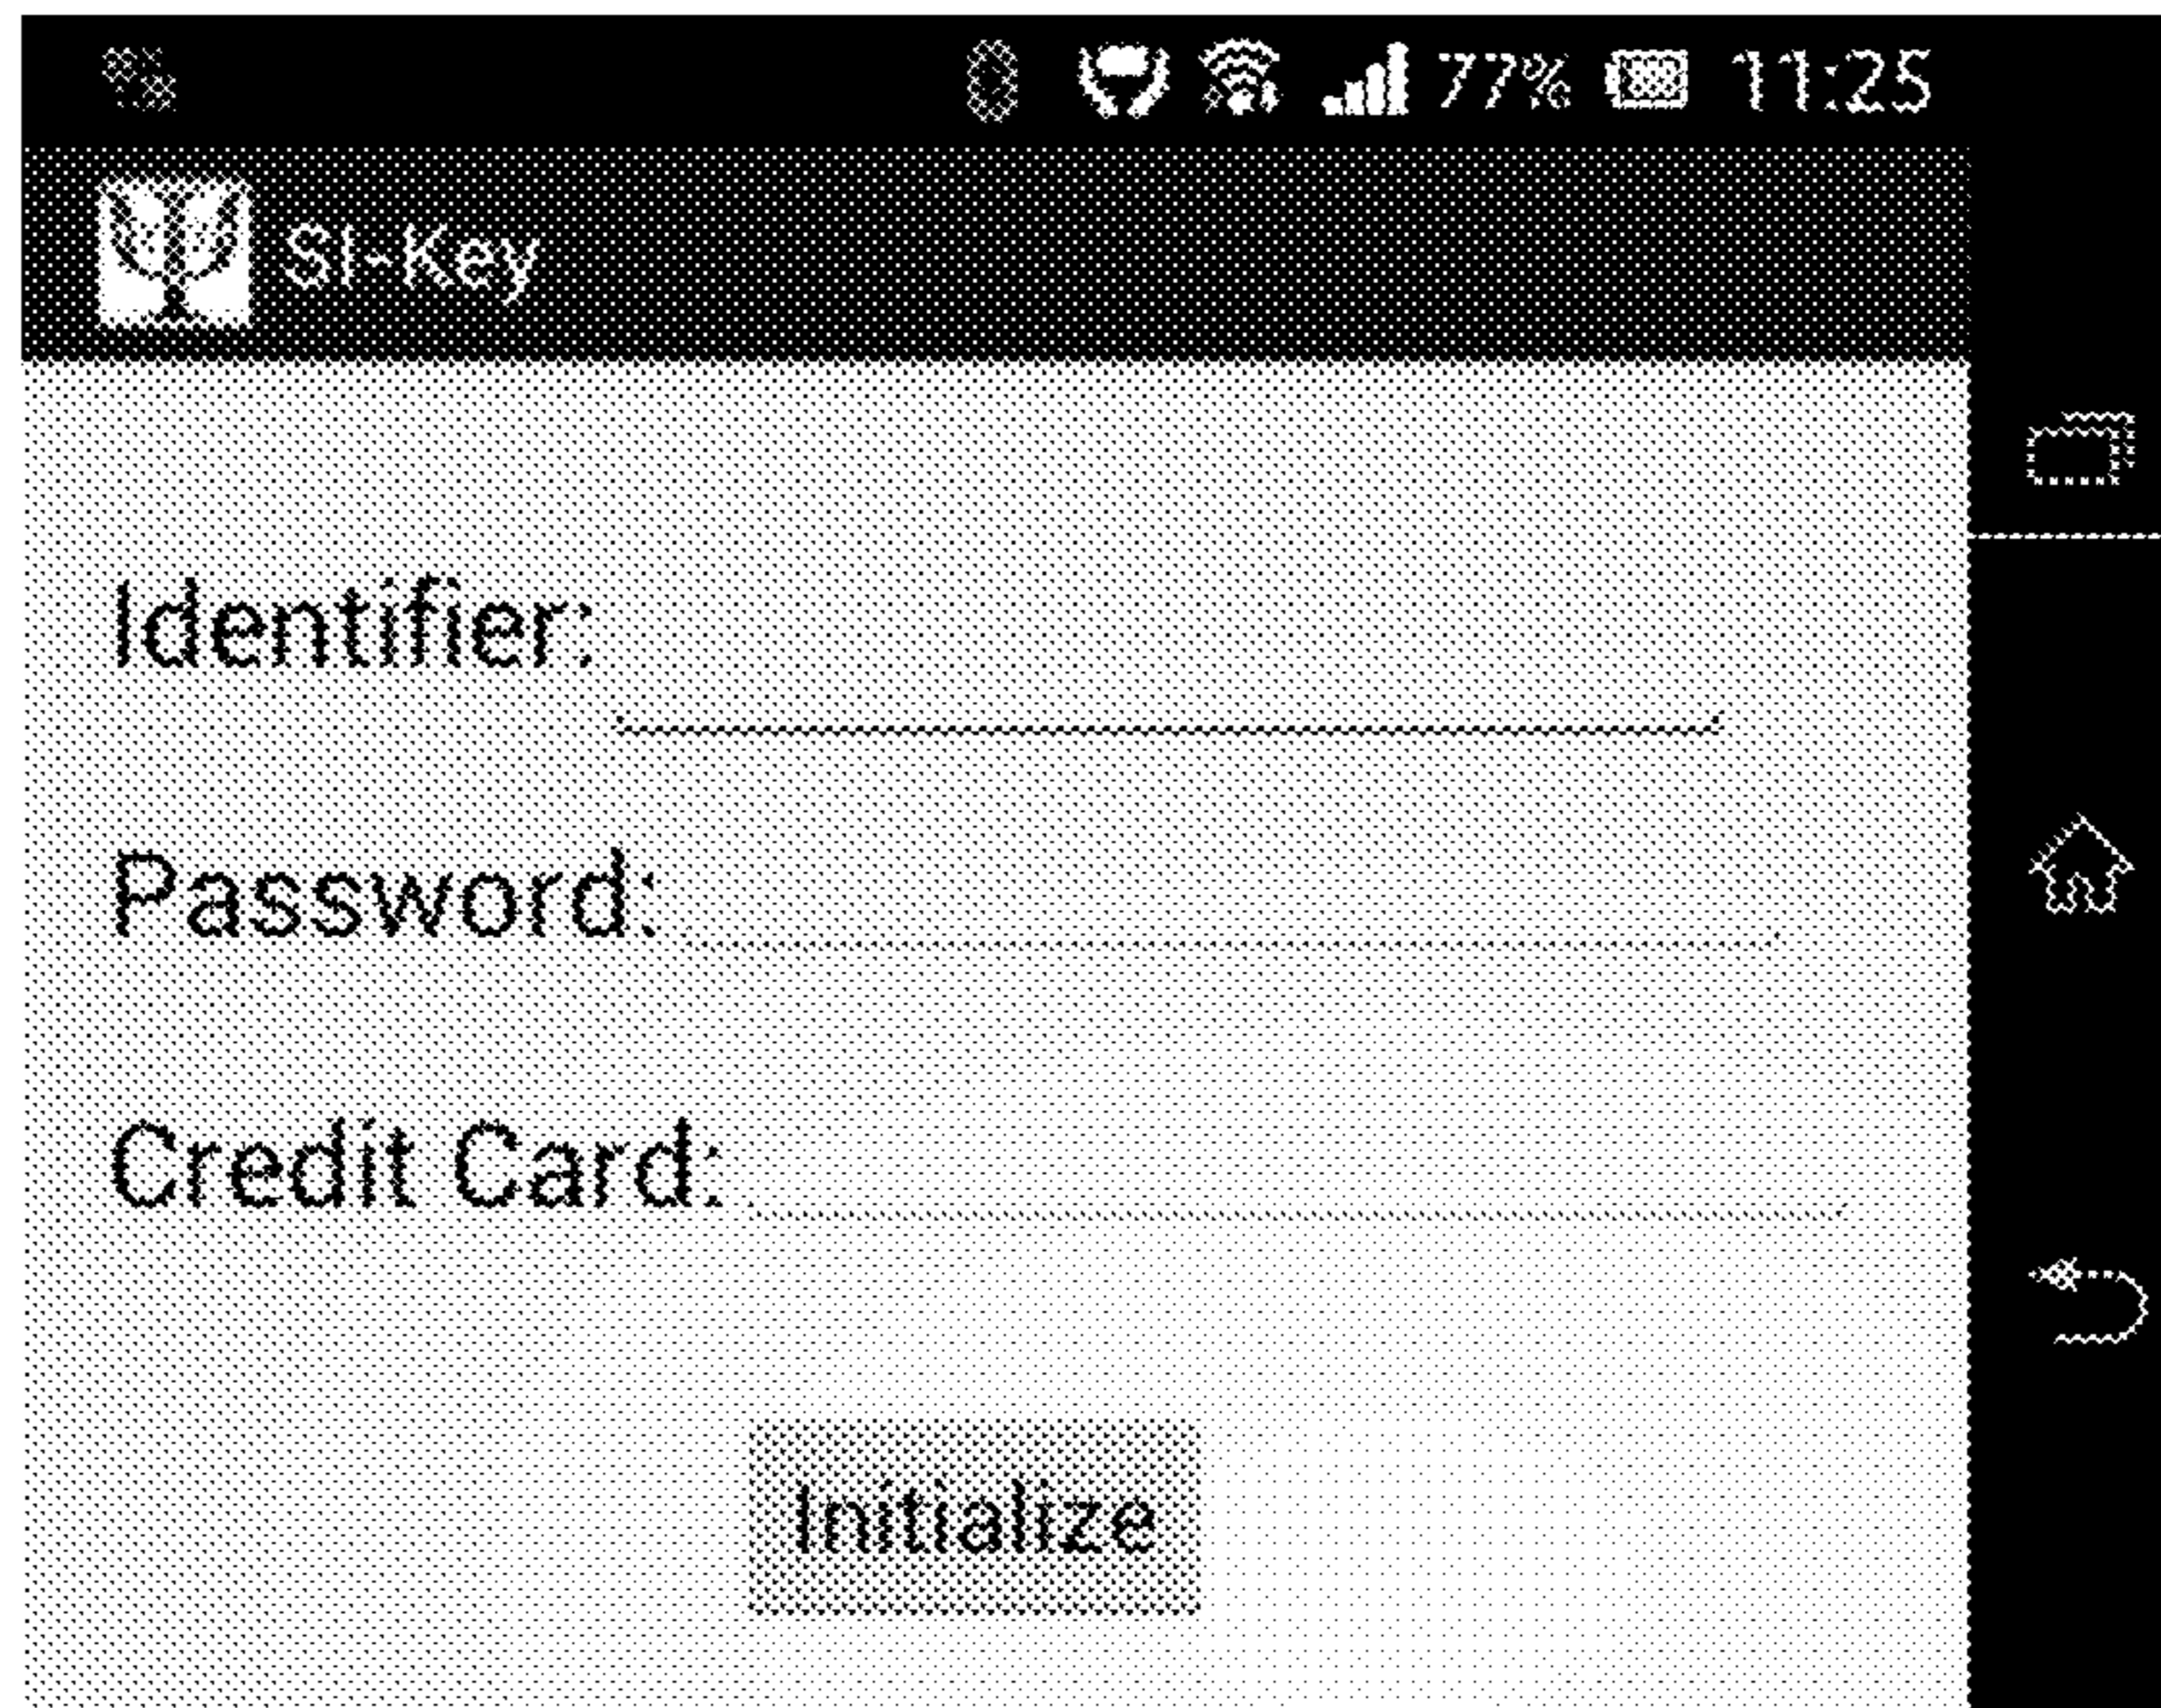 77% 11:25
SI-Key
Identifier:
Password:
Credit Card:
Initialize